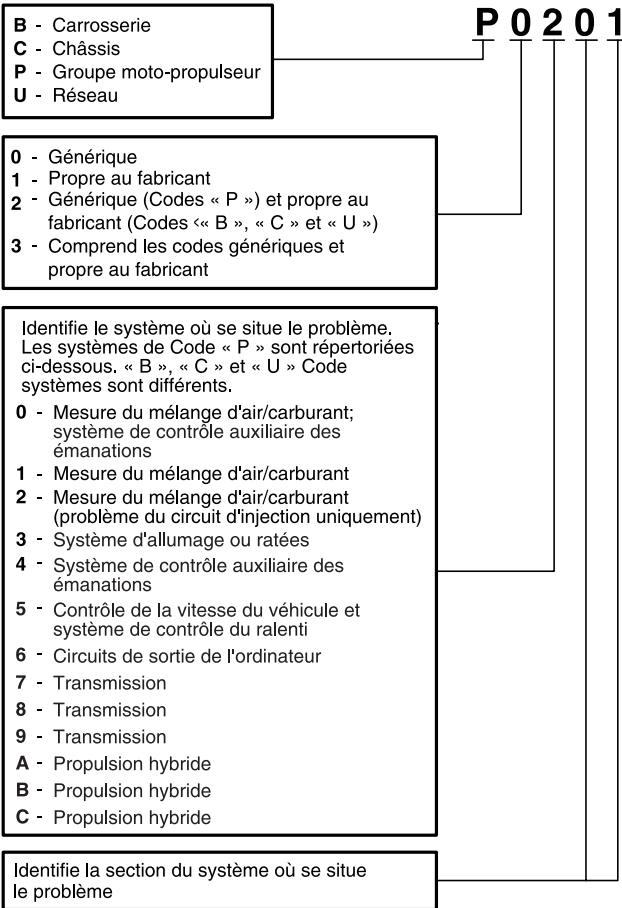 P0201
B - Carrosserie
C - Châssis
P - Groupe moto-propulseur
U - Réseau
0 - Générique
1 - Propre au fabricant
2 - Générique (Codes « P ») et propre au
fabricant (Codes ‹« B », « C » et « U »)
3 - Comprend les codes génériques et
propre au fabricant
Identifie le système où se situe le problème.
Les systèmes de Code « P » sont répertoriées
ci-dessous. « B », « C » et « U » Code
systèmes sont différents.
0 - Mesure du mélange d'air/carburant;
système de contrôle auxiliaire des
émanations
1 - Mesure du mélange d'air/carburant
2 - Mesure du mélange d'air/carburant
(problème du circuit d'injection uniquement)
3 - Système d'allumage ou ratées
4 - Système de contrôle auxiliaire des
émanations
5 - Contrôle de la vitesse du véhicule et
système de contrôle du ralenti
6 - Circuits de sortie de l'ordinateur
7 - Transmission
8 - Transmission
9 - Transmission
A - Propulsion hybride
B - Propulsion hybride
C - Propulsion hybride
Identifie la section du système où se situe
le problème